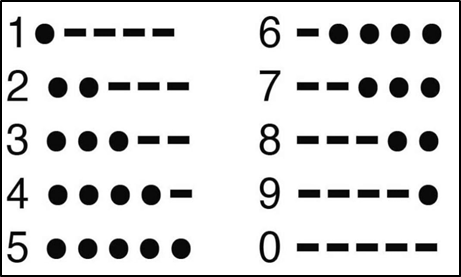 1 ● – – – – 6 – ● ● ● ●
2 ● ● – – – 7 – – ● ● ●
3 ● ● ● – – 8 – – – ● ●
4 ● ● ● ● – 9 – – – – ●
5 ● ● ● ● ● 0 – – – – –